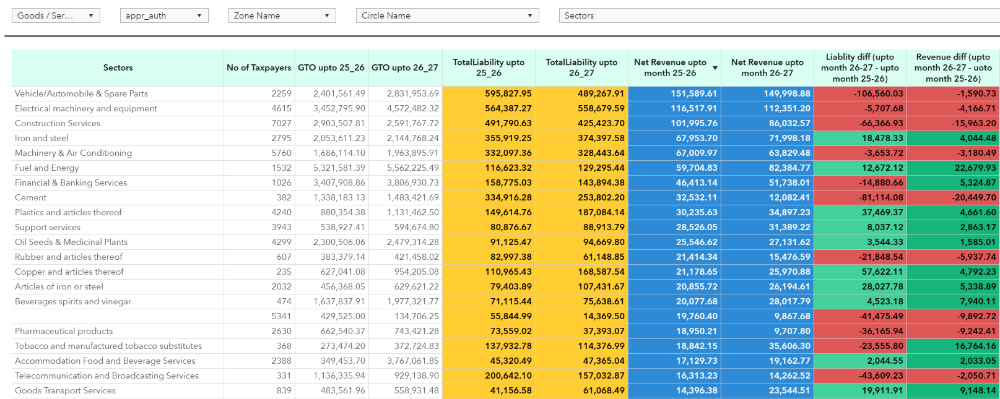 Goods / Ser... appr_auth Zone Name Circle Name Sectors
Sectors No of Taxpayers GTO upto 25_26 GTO upto 26_27 TotalLiability upto 25_26 TotalLiability upto 26_27 Net Revenue upto month 25-26 Net Revenue upto month 26-27 Liablity diff (upto month 26-27 - upto month 25-26) Revenue diff (upto month 26-27 - uoto month 25-26)
Vehicle/Automobile & Spare Parts 2259 2,401,561.49 2,831,953.69 595,827.95 489,267.91 151,589.61 149,998.88 -106,560.03 -1,590.73
Electrical machinery and equipment 4615 3,452,795.90 4,572,482.32 564,387.27 558,679.59 116,517.91 112,351.20 -5,707.68 -4,166.71
Construction Services 7027 2,903,507.81 2,591,767.72 491,790.63 425,423.70 101,995.76 86,032.57 -66,366.93 -15,963.20
Iron and steel 2795 2,053,611.23 2,144,768.24 355,919.25 374,397.58 67,953.70 71,998.18 18,478.33 4,044.48
Machinery & Air Conditioning 5760 1,686,114.10 1,963,895.91 332,097.36 328,443.64 67,009.97 63,829.48 -3,653.72 -3,180.49
Fuel and Energy 1532 5,321,581.39 5,562,225.49 116,623.32 129,295.44 59,704.83 82,384.77 12,672.12 22,679.93
Financial & Banking Services 1026 3,407,908.86 3,806,930.73 158,775.03 143,894.38 46,413.14 51,738.01 -14,880.66 5,324.87
Cement 382 1,338,183.13 1,483,421.69 334,916.28 253,802.20 32,532.11 12,082.41 -81,114.08 -20,449.70
Plastics and articles thereof 4240 880,354.38 1,131,462.50 149,614.76 187,084.14 30,235.63 34,897.23 37,469.37 4,661.60
Support services 3943 538,927.41 594,674.80 80,876.67 88,913.79 28,526.05 31,389.22 8,037.12 2,863.17
Oil Seeds & Medicinal Plants 4299 2,300,506.06 2,479,314.28 91,125.47 94,669.80 25,546.62 27,131.62 3,544.33 1,585.01
Rubber and articles thereof 607 383,379.14 421,458.02 82,997.38 61,148.85 21,414.34 15,476.59 -21,848.54 -5,937.74
Copper and articles thereof 235 627,041.08 954,205.08 110,965.43 168,587.54 21,178.65 25,970.88 57,622.11 4,792.23
Articles of iron or steel 2032 456,368.05 629,621.22 79,403.89 107,431.67 20,855.72 26,194.61 28,027.78 5,338.89
Beverages spirits and vinegar 474 1,637,837.91 1,977,321.77 71,115.44 75,638.61 20,077.68 28,017.79 4,523.18 7,940.11
5341 429,525.00 134,706.25 55,844.99 14,369.50 19,760.40 9,867.68 -41,475.49 -9,892.72
Pharmaceutical products 2630 662,540.37 743,421.28 73,559.02 37,393.07 18,950.21 9,707.80 -36,165.94 -9,242.41
Tobacco and manufactured tobacco substitutes 368 273,474.20 372,724.83 137,932.78 114,376.99 18,842.15 35,606.30 -23,555.80 16,764.16
Accommodation Food and Beverage Services 2388 349,453.70 3,767,061.85 45,320.49 47,365.04 17,129.73 19,162.77 2,044.55 2,033.05
Telecommunication and Broadcasting Services 331 1,136,335.94 929,138.90 200,642.10 157,032.87 16,313.23 14,262.52 -43,609.23 -2,050.71
Goods Transport Services 839 483,561.96 558,931.48 41,156.58 61,068.49 14,396.38 23,544.51 19,911.91 9,148.14